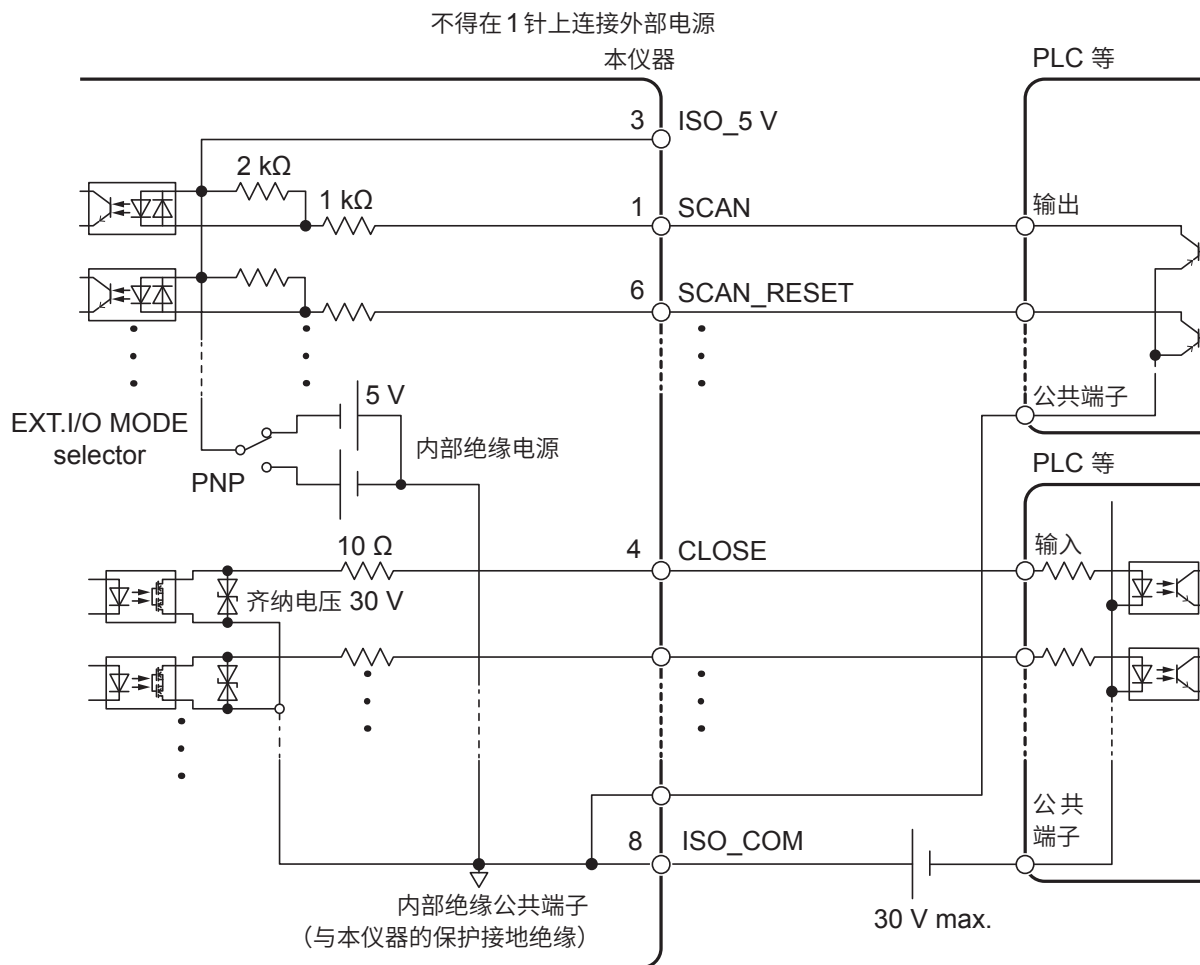 不得在1针上连接外部电源
本仪器
PLC 等
3 ISO_5 V
2 kΩ
1 kΩ
1 SCAN
输出
6 SCAN_RESET
5 V
公共端子
EXT.I/O MODE
selector
内部绝缘电源
PNP
PLC 等
10 Ω
4 CLOSE
输入
齐纳电压 30 V
公共
端子
8 ISO_COM
内部绝缘公共端子
（与本仪器的保护接地绝缘）
30 V max.